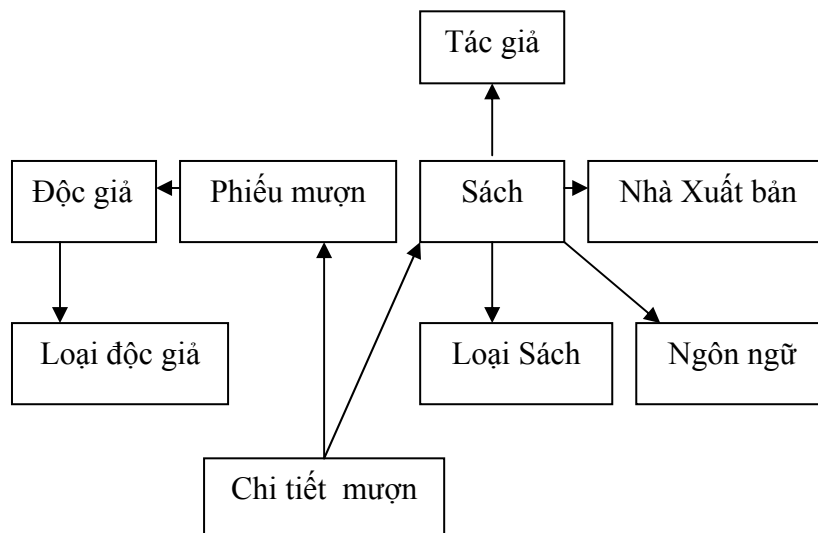 Tác giả
Độc giả
Phiếu mượn
Sách
Nhà Xuất bản
Loại độc giả
Loại Sách
Ngôn ngữ
Chi tiết mượn